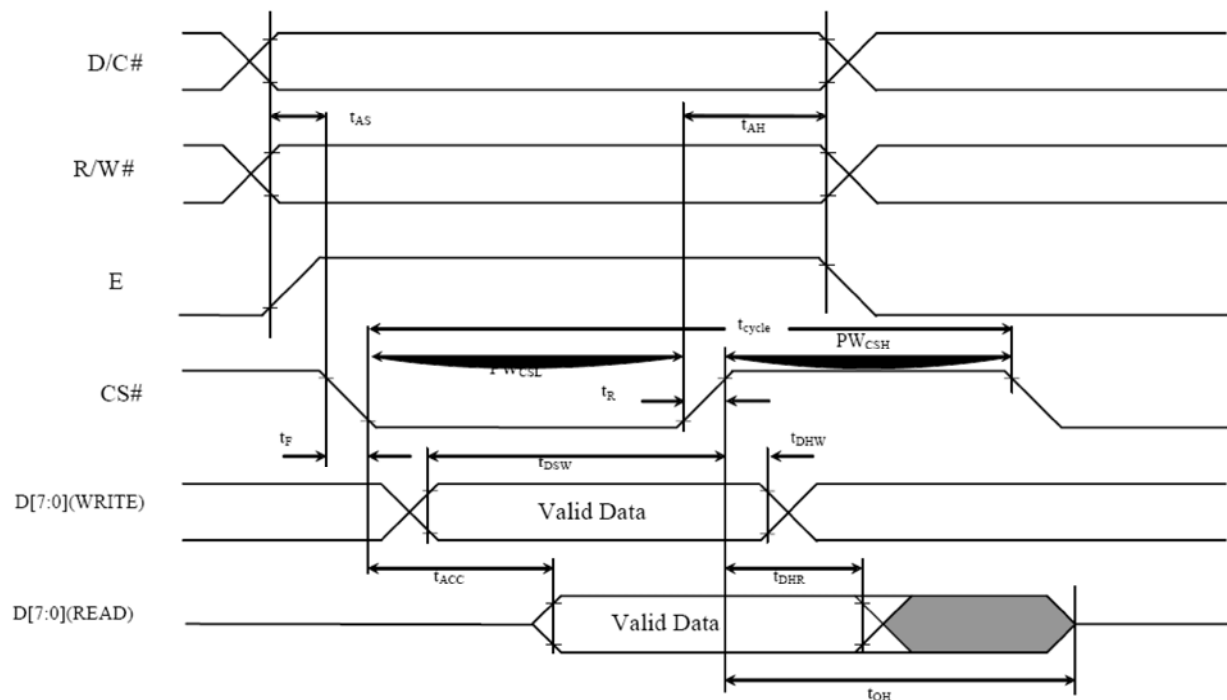 D/C#
tAS
tAH
R/W#
E
tcycle
PWCSL
PWCSH
CS#
tR
tF
tDSW
tDHW
D[7:0](WRITE)
Valid Data
tACC
tDHR
D[7:0](READ)
Valid Data
tOH